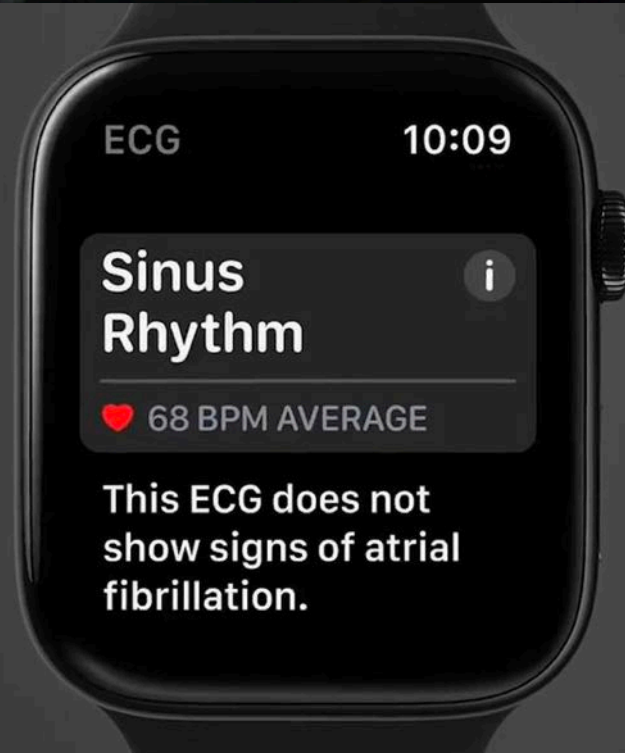 ECG 10:09
Sinus
Rhythm
i
68 BPM AVERAGE
This ECG does not
show signs of atrial
fibrillation.